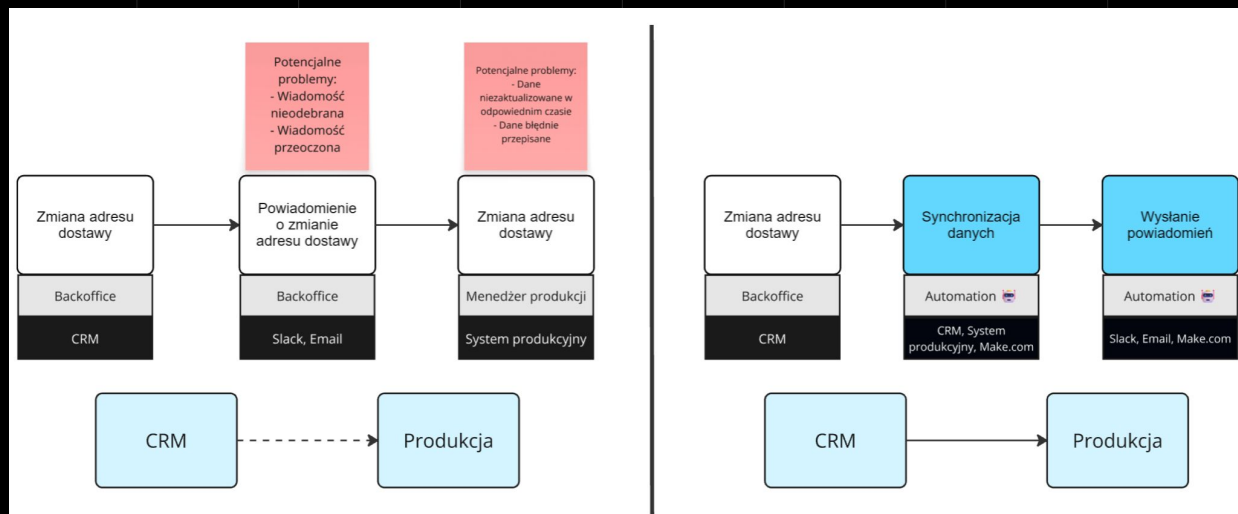 Potencjalne
problemy:
- Wiadomość
nieodebrana
- Wiadomość
przeoczona
Potencjalne problemy:
- Dane
niezaktualizowane w
odpowiednim czasie
- Dane błędnie
przepisane
Zmiana adresu
dostawy
Backoffice
CRM
Powiadomienie
o zmianie
adresu dostawy
Backoffice
Slack, Email
Zmiana adresu
dostawy
Menedżer produkcji
System produkcyjny
CRM
Produkcja
Zmiana adresu
dostawy
Backoffice
CRM
Synchronizacja
danych
Automation
CRM, System
produkcyjny, Make.com
Wysłanie
powiadomień
Automation
Slack, Email, Make.com
CRM
Produkcja